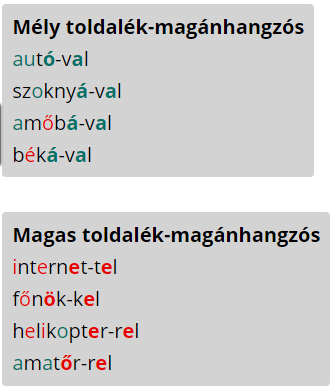 Mély toldalék-magánhangzós
autó-val
szoknyá-val
amőbá-val
béká-val
Magas toldalék-magánhangzós
internet-tel
főnök-kel
helikopter-rel
amatőr-rel